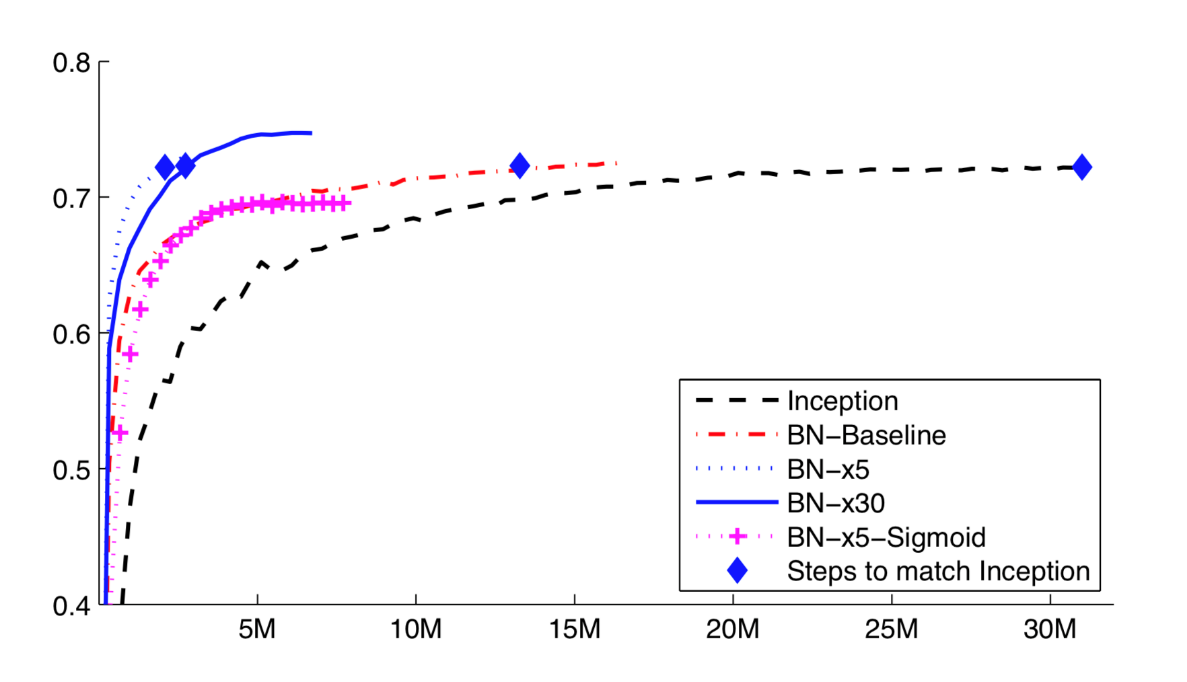 0.8
0.7
0.6
0.5
0.4
5M 10M 15M 20M 25M 30M
Inception
BN−Baseline
BN−x5
BN−x30
BN−x5−Sigmoid
Steps to match Inception